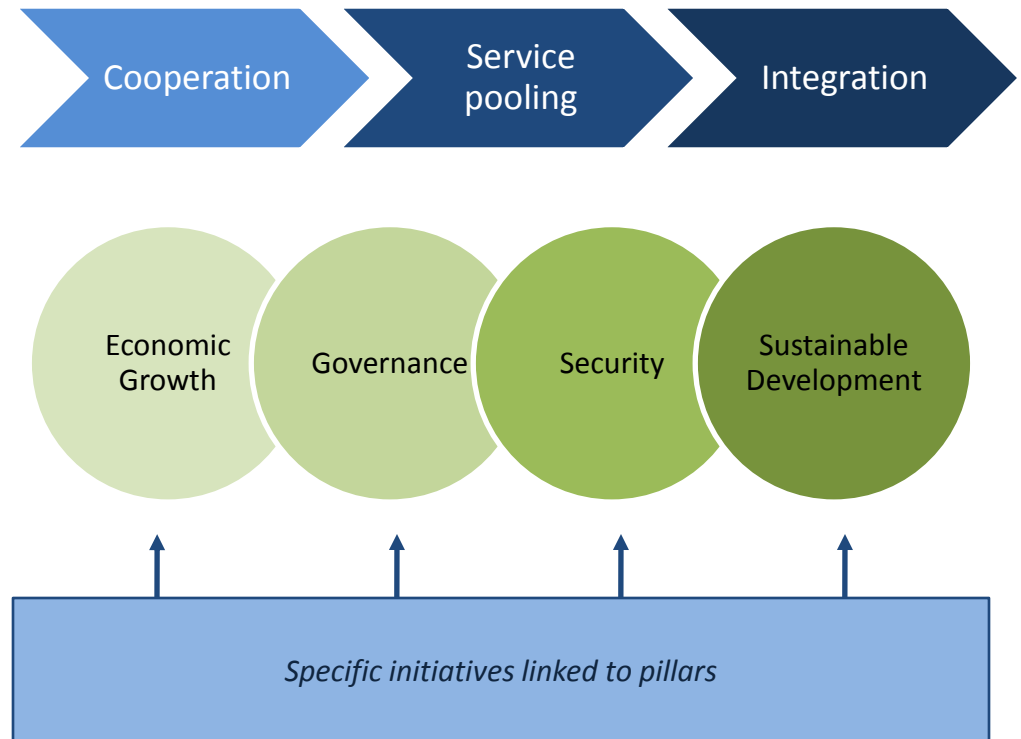 Cooperation
Service
pooling
Integration
Economic
Growth
Governance
Security
Sustainable
Development
Specific initiatives linked to pillars